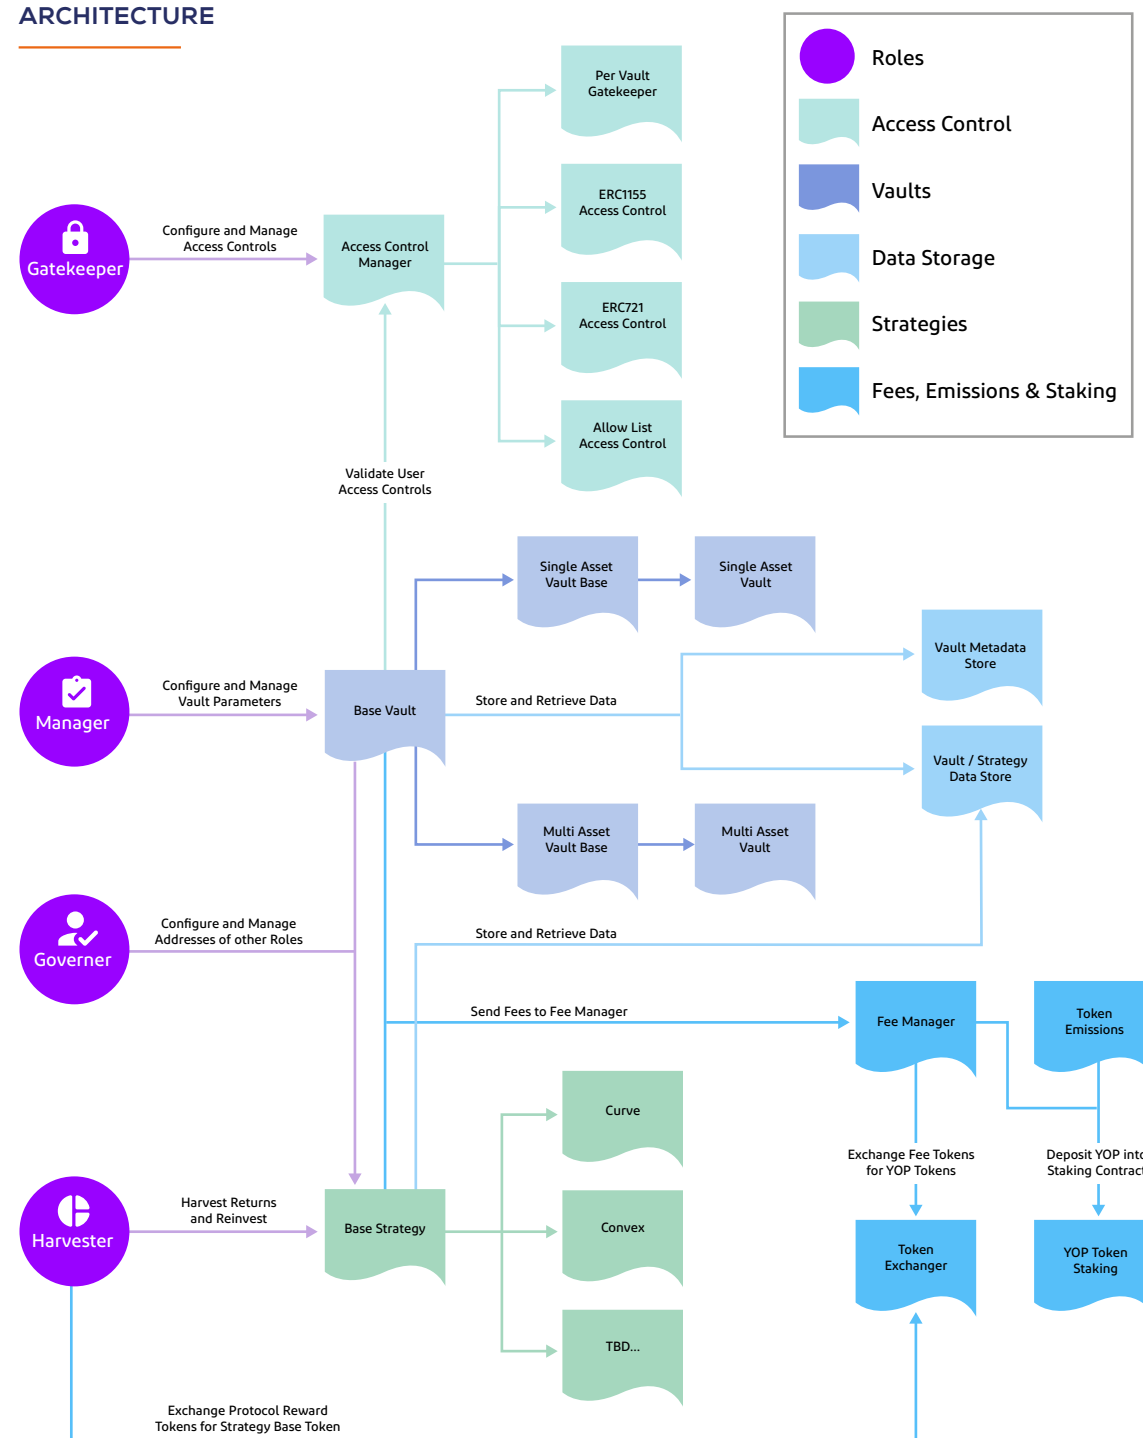 ARCHITECTURE
Roles
Access Control
Vaults
Data Storage
Strategies
Fees, Emissions & Staking
Per Vault
Gatekeeper
ERC1155
Access Control
ERC721
Access Control
Allow List
Access Control
Gatekeeper
Configure and Manage
Access Controls
Access Control
Manager
Validate User
Access Controls
Single Asset
Vault Base
Single Asset
Vault
Manager
Configure and Manage
Vault Parameters
Base Vault
Store and Retrieve Data
Vault Metadata
Store
Vault / Strategy
Data Store
Multi Asset
Vault Base
Multi Asset
Vault
Governer
Configure and Manage
Addresses of other Roles
Store and Retrieve Data
Send Fees to Fee Manager
Fee Manager
Token
Emissions
Curve
Exchange Fee Tokens
for YOP Tokens
Deposit YOP into
Staking Contract
Harvester
Harvest Returns
and Reinvest
Base Strategy
Convex
Token
Exchanger
YOP Token
Staking
TBD...
Exchange Protocol Reward
Tokens for Strategy Base Token